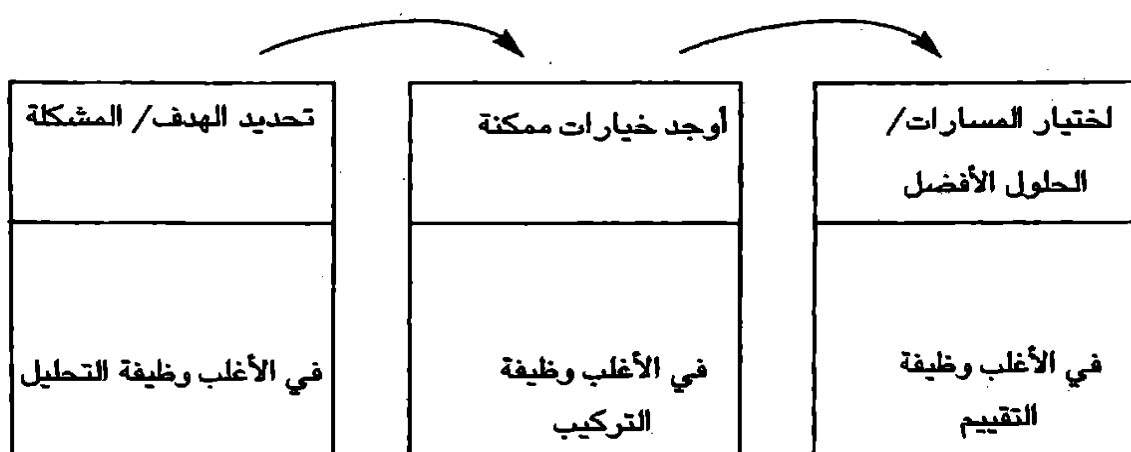 تحديد الهدف/ المشكلة
في الأغلب وظيفة التحليل
أوجد خيارات ممكنة
في الأغلب وظيفة
التركيب
لختيار المسارات/
الحلول الأفضل
في الأغلب وظيفة
التقييم